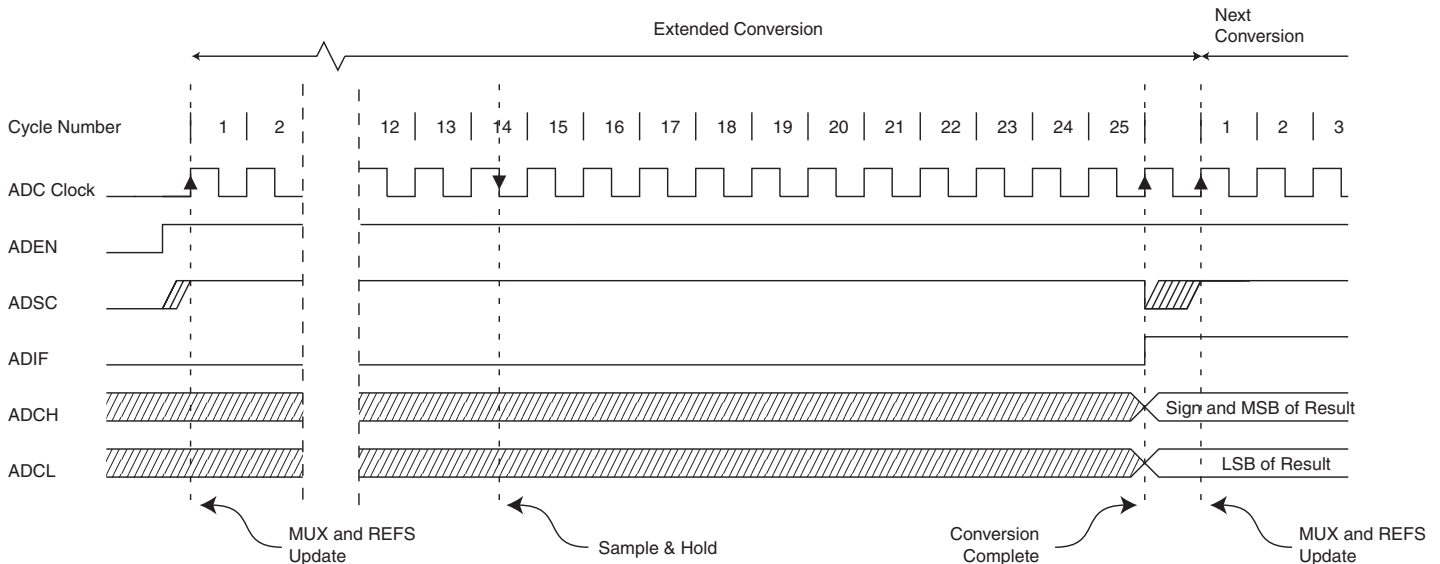 Extended Conversion
Next
Conversion
Cycle Number 1 2 12 13 14 15 16 17 18 19 20 21 22 23 24 25 1 2 3
ADC Clock
ADEN
ADSC
ADIF
ADCH
Sign and MSB of Result
ADCL
LSB of Result
MUX and REFS
Update
Sample & Hold
Conversion
Complete
MUX and REFS
Update